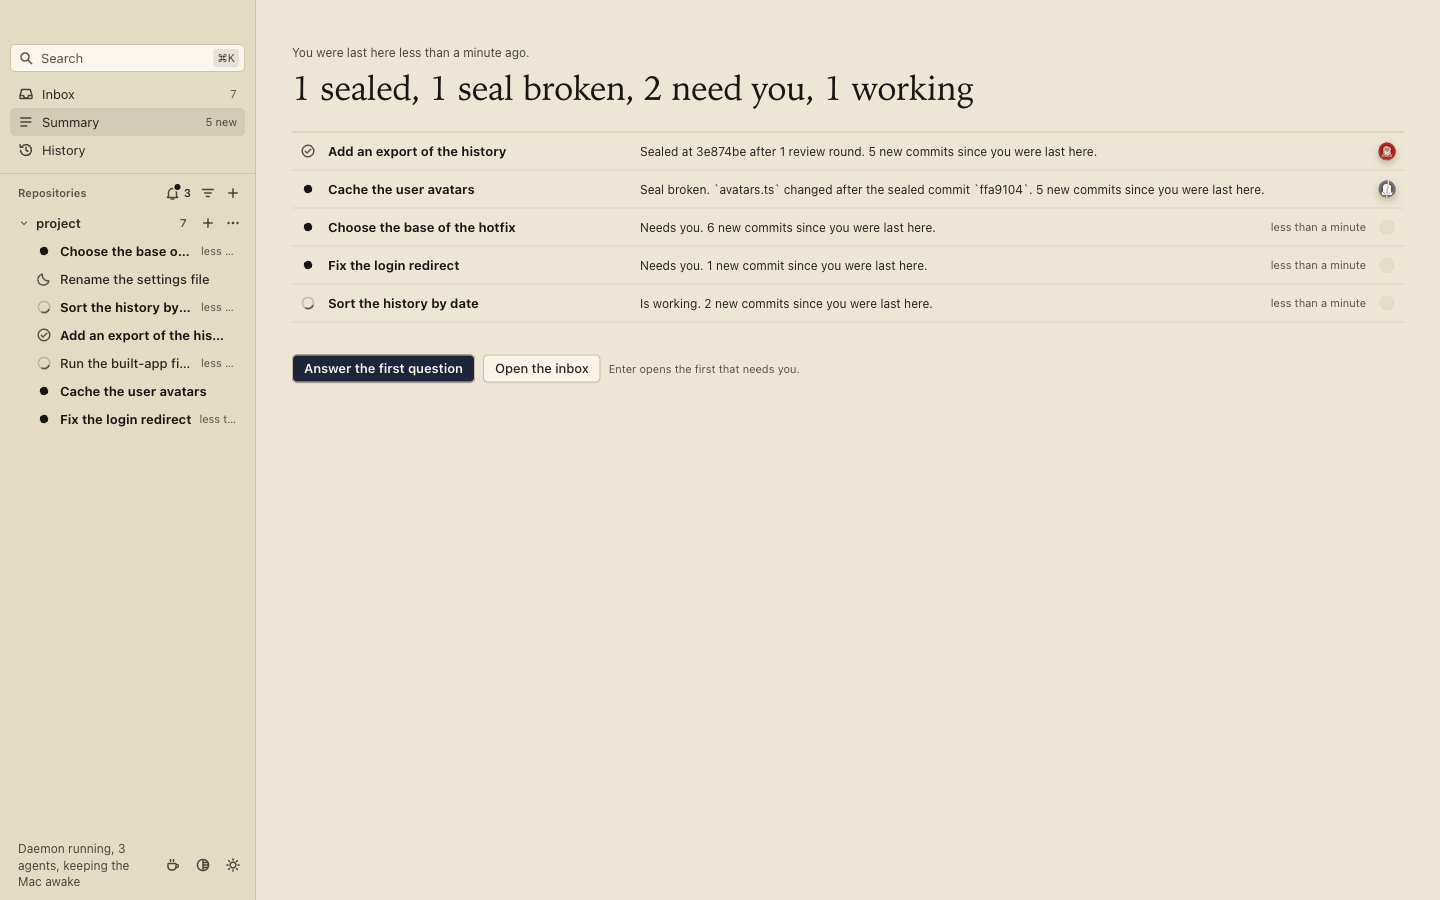 Search ⌘K
Inbox 7
Summary 5 new
History
Repositories 3
project 7
Choose the base o... less ...
Rename the settings file
Sort the history by... less ...
Add an export of the his...
Run the built-app fi... less ...
Cache the user avatars
Fix the login redirect less t...
Daemon running, 3
agents, keeping the
Mac awake
You were last here less than a minute ago.
1 sealed, 1 seal broken, 2 need you, 1 working
Add an export of the history Sealed at 3e874be after 1 review round. 5 new commits since you were last here.
Cache the user avatars Seal broken. `avatars.ts` changed after the sealed commit `ffa9104`. 5 new commits since you were last here.
Choose the base of the hotfix Needs you. 6 new commits since you were last here. less than a minute
Fix the login redirect Needs you. 1 new commit since you were last here. less than a minute
Sort the history by date Is working. 2 new commits since you were last here. less than a minute
Answer the first question Open the inbox Enter opens the first that needs you.